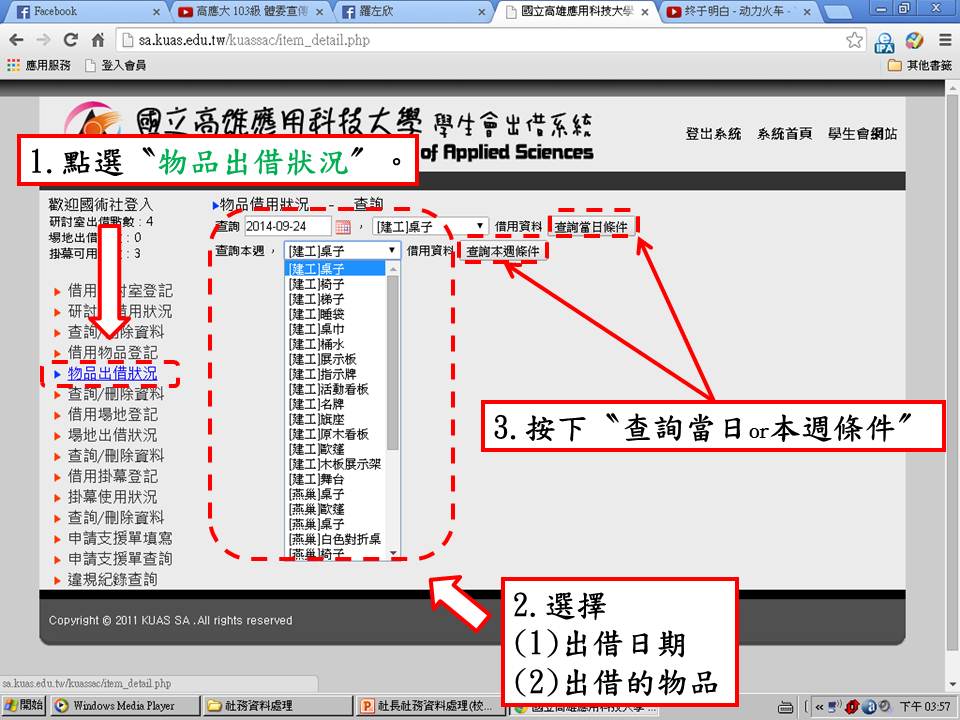 Facebook
高應大 103級 體委宣傳
羅左欣
國立高雄應用科技大學
终于明白 - 动力火车 -
sa.kuas.edu.tw/kuassac/item_detail.php
應用服務
登入會員
其他書籤
國立高雄應用科技大學 學生會出借系統
of Applied Sciences
登出系統 系統首頁 學生會網站
1.點選〝物品出借狀況〞。
歡迎國術社登入
研討室出借點數：4
場地出借 ：0
掛幕可用 ：3
▶物品借用狀況 - 查詢
查詢 2014-09-24 ， [建工]桌子 借用資料 查詢當日條件
查詢本週， [建工]桌子 借用資料 查詢本週條件
[建工]桌子
[建工]椅子
[建工]梯子
[建工]睡袋
[建工]桌巾
[建工]桶水
[建工]展示板
[建工]指示牌
[建工]活動看板
[建工]名牌
[建工]旗座
[建工]原木看板
[建工]歐蓬
[建工]木板展示架
[建工]舞台
[燕巢]桌子
[燕巢]歐蓬
[燕巢]桌子
[燕巢]白色對折桌
[燕巢]椅子
借用 討室登記
研討 借用狀況
查詢/刪除資料
借用物品登記
物品出借狀況
查詢/刪除資料
借用場地登記
場地出借狀況
查詢/刪除資料
借用掛幕登記
掛幕使用狀況
查詢/刪除資料
申請支援單填寫
申請支援單查詢
違規紀錄查詢
3.按下〝查詢當日or本週條件〞
2.選擇
(1)出借日期
(2)出借的物品
Copyright © 2011 KUAS SA .All rights reserved
sa.kuas.edu.tw/kuassac/item_detail.php
開始
Windows Media Player
社務資料處理
社長社務資料處理(校...
國立高雄應用科技大學 ...
下午 03:57